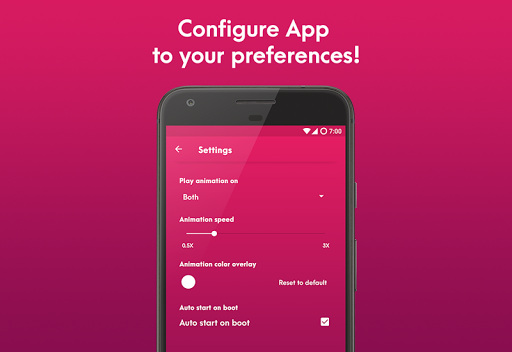 Configure App
to your preferences!
7:00
Settings
Play animation on
Both
Animation speed
0.5X 3X
Animation color overlay
Reset to default
Auto start on boot
Auto start on boot